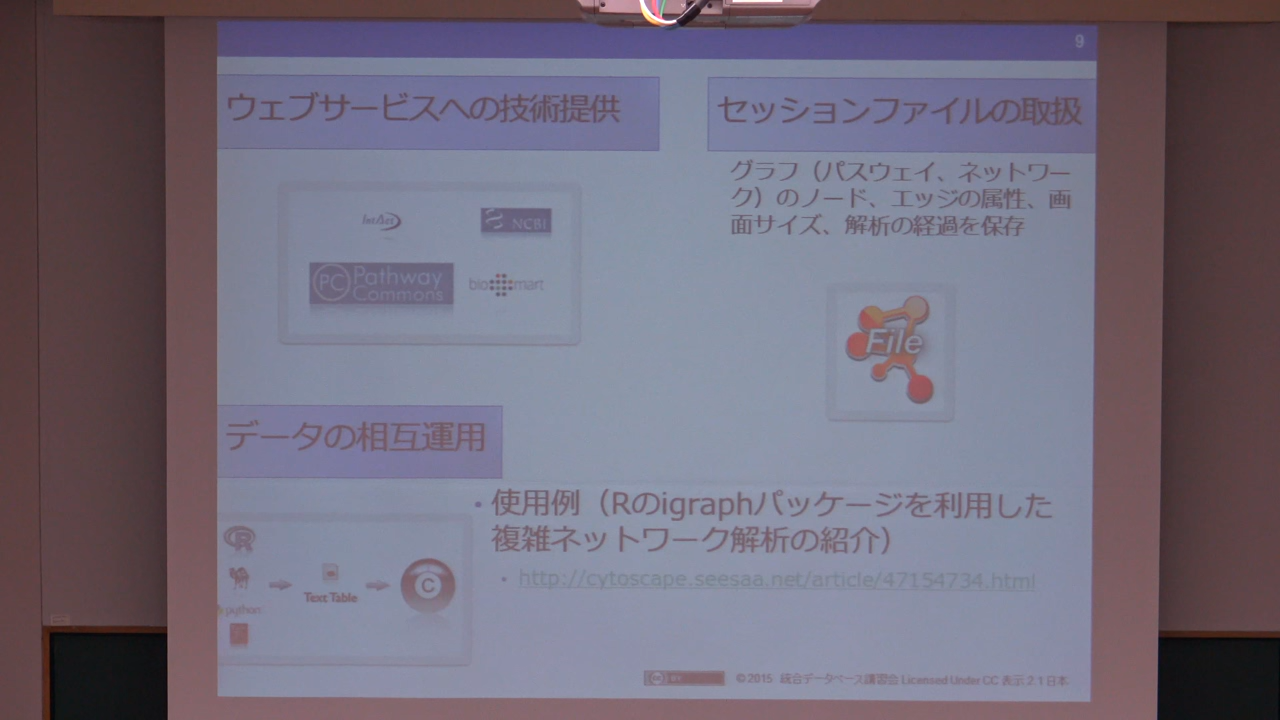 9
ウェブサービスへの技術提供
IntAct
NCBI
PC Pathway Commons
bio mart
セッションファイルの取扱
グラフ（パスウェイ、ネットワー
ク）のノード、エッジの属性、画
面サイズ、解析の経過を保存
File
データの相互運用
R
python
Text Table
C
・使用例（Rのigraphパッケージを利用した
複雑ネットワーク解析の紹介）
・http://cytoscape.seesaa.net/article/47154734.html
cc BY
© 2015 統合データベース講習会 Licensed Under CC 表示 2.1 日本